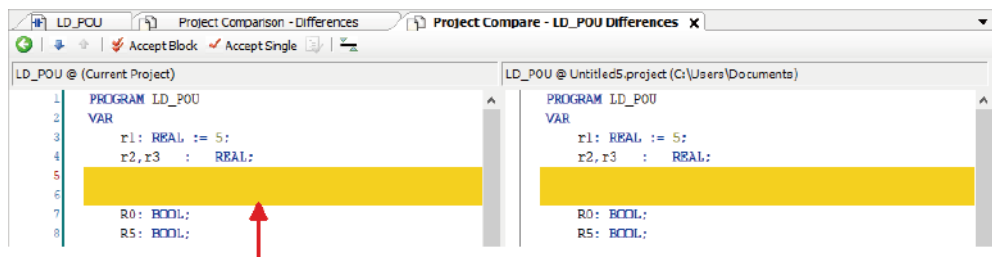 LD_POU Project Comparison - Differences Project Compare - LD_POU Differences X
Accept Block Accept Single
LD_POU @ (Current Project) LD_POU @ Untitled5.project (C:\Users\Documents)
1 PROGRAM LD_POU PROGRAM LD_POU
2 VAR VAR
3 r1: REAL := 5; r1: REAL := 5;
4 r2,r3 : REAL; r2,r3 : REAL;
5
6
7 R0: BOOL; R0: BOOL;
8 R5: BOOL; R5: BOOL;